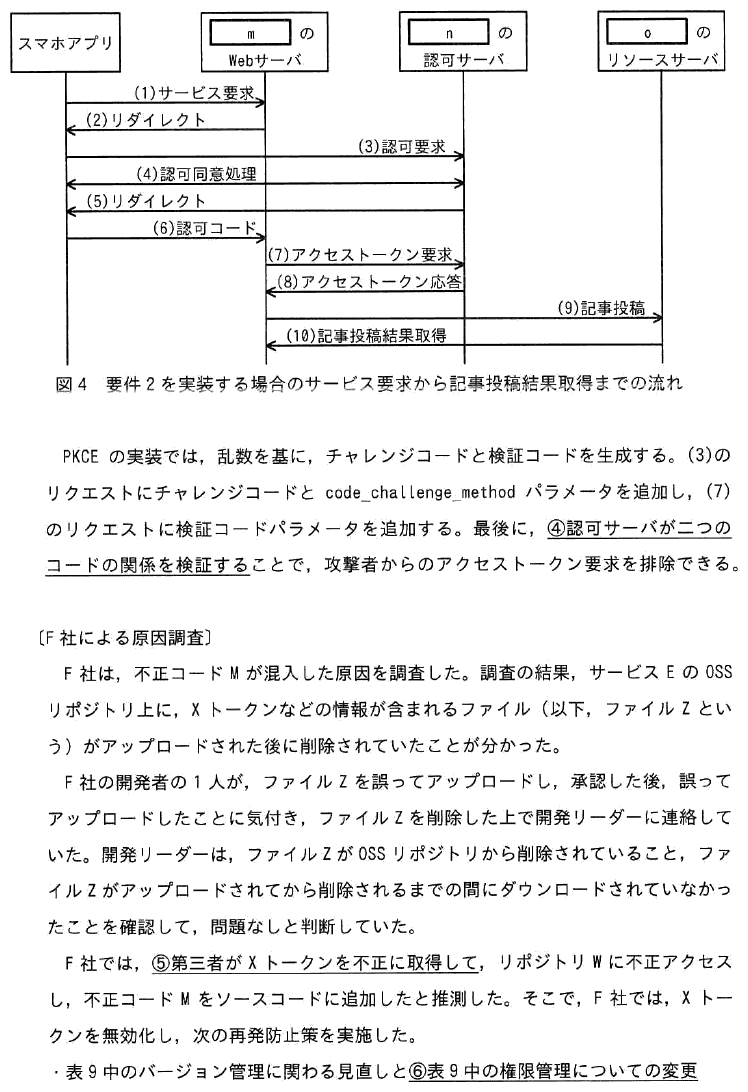 スマホアプリ
m の
Webサーバ
n の
認可サーバ
o の
リソースサーバ
(1)サービス要求
(2)リダイレクト
(3)認可要求
(4)認可同意処理
(5)リダイレクト
(6)認可コード
(7)アクセストークン要求
(8)アクセストークン応答
(9)記事投稿
(10)記事投稿結果取得
図4 要件2を実装する場合のサービス要求から記事投稿結果取得までの流れ
PKCE の実装では，乱数を基に，チャレンジコードと検証コードを生成する。(3)の
リクエストにチャレンジコードと code_challenge_method パラメータを追加し，(7)
のリクエストに検証コードパラメータを追加する。最後に，④認可サーバが二つの
コードの関係を検証することで，攻撃者からのアクセストークン要求を排除できる。
〔F社による原因調査〕
F社は，不正コードMが混入した原因を調査した。調査の結果，サービスEのOSS
リポジトリ上に，Xトークンなどの情報が含まれるファイル（以下，ファイルZとい
う）がアップロードされた後に削除されていたことが分かった。
F社の開発者の1人が，ファイルZを誤ってアップロードし，承認した後，誤って
アップロードしたことに気付き，ファイルZを削除した上で開発リーダーに連絡して
いた。開発リーダーは，ファイルZがOSSリポジトリから削除されていること，ファ
イルZがアップロードされてから削除されるまでの間にダウンロードされていなかっ
たことを確認して，問題なしと判断していた。
F社では，⑤第三者がXトークンを不正に取得して，リポジトリWに不正アクセス
し，不正コードMをソースコードに追加したと推測した。そこで，F社では，Xトー
クンを無効化し，次の再発防止策を実施した。
・表9中のバージョン管理に関わる見直しと⑥表9中の権限管理についての変更